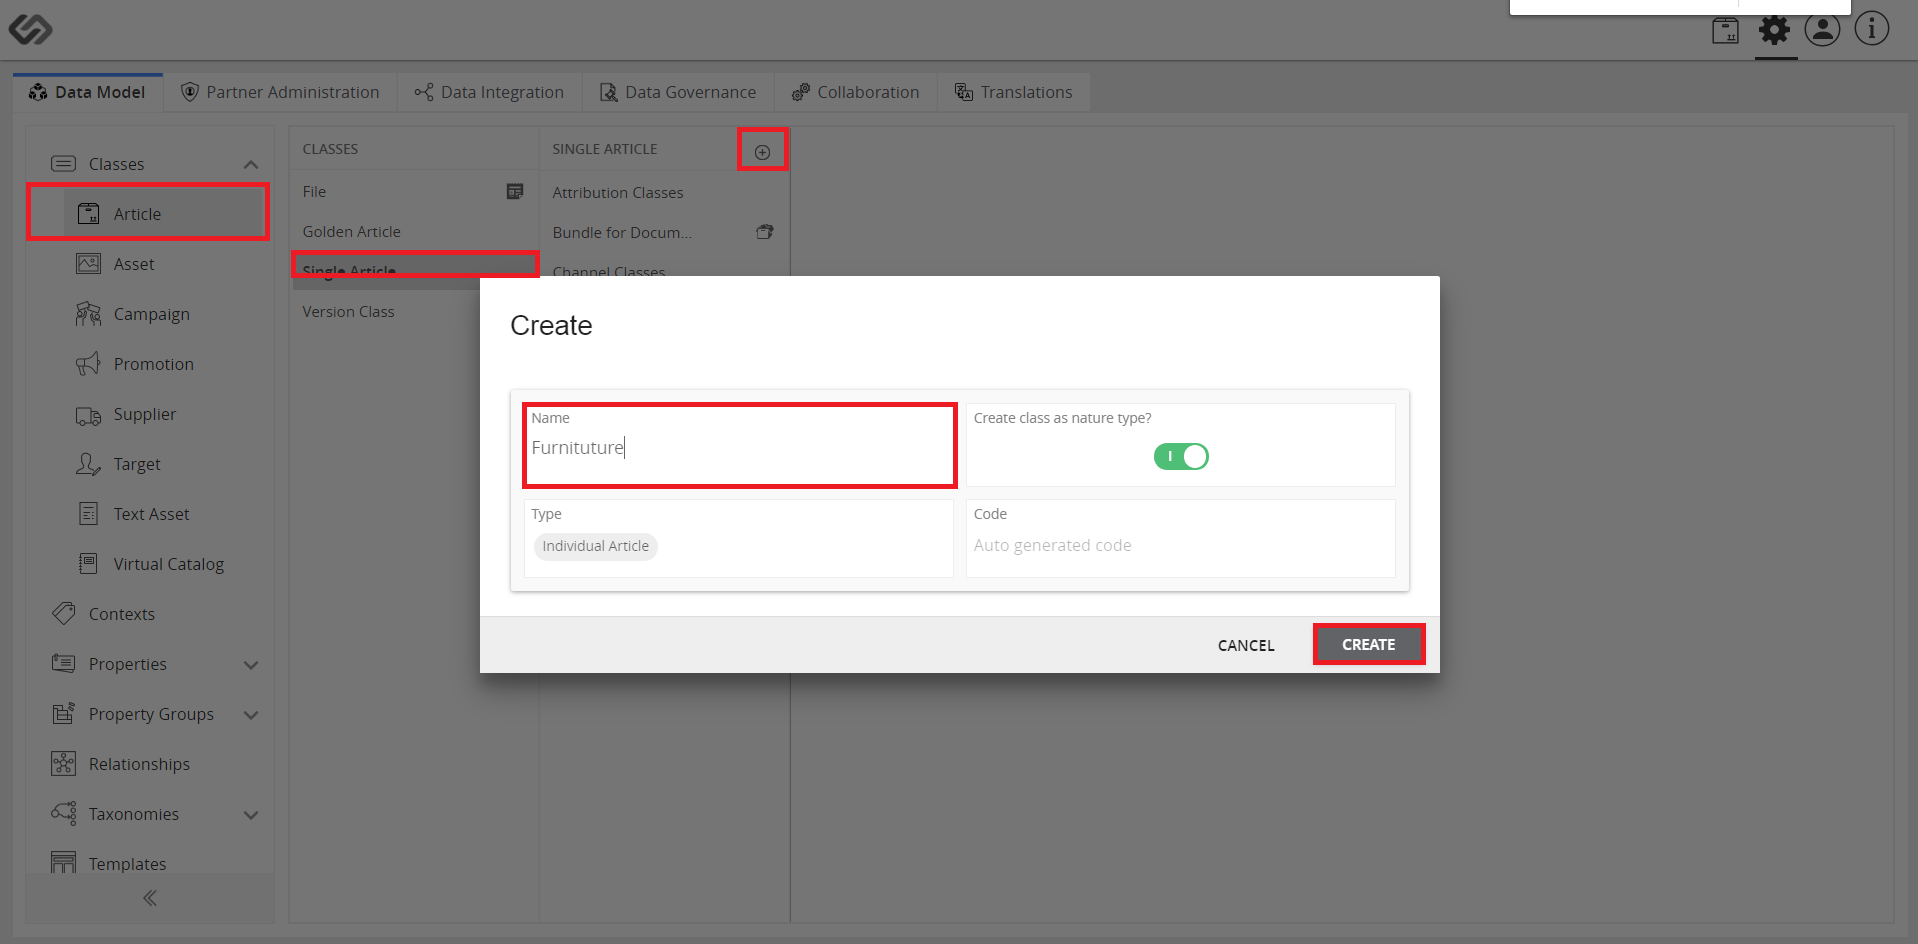 Data Model
Partner Administration
Data Integration
Data Governance
Collaboration
Translations
Classes
Article
Asset
Campaign
Promotion
Supplier
Target
Text Asset
Virtual Catalog
Contexts
Properties
Property Groups
Relationships
Taxonomies
Templates
CLASSES
File
Golden Article
Single Article
Version Class
SINGLE ARTICLE
Attribution Classes
Bundle for Docum...
Channel Classes
Create
Name
Furnituture
Create class as nature type?
Type
Individual Article
Code
Auto generated code
CANCEL
CREATE